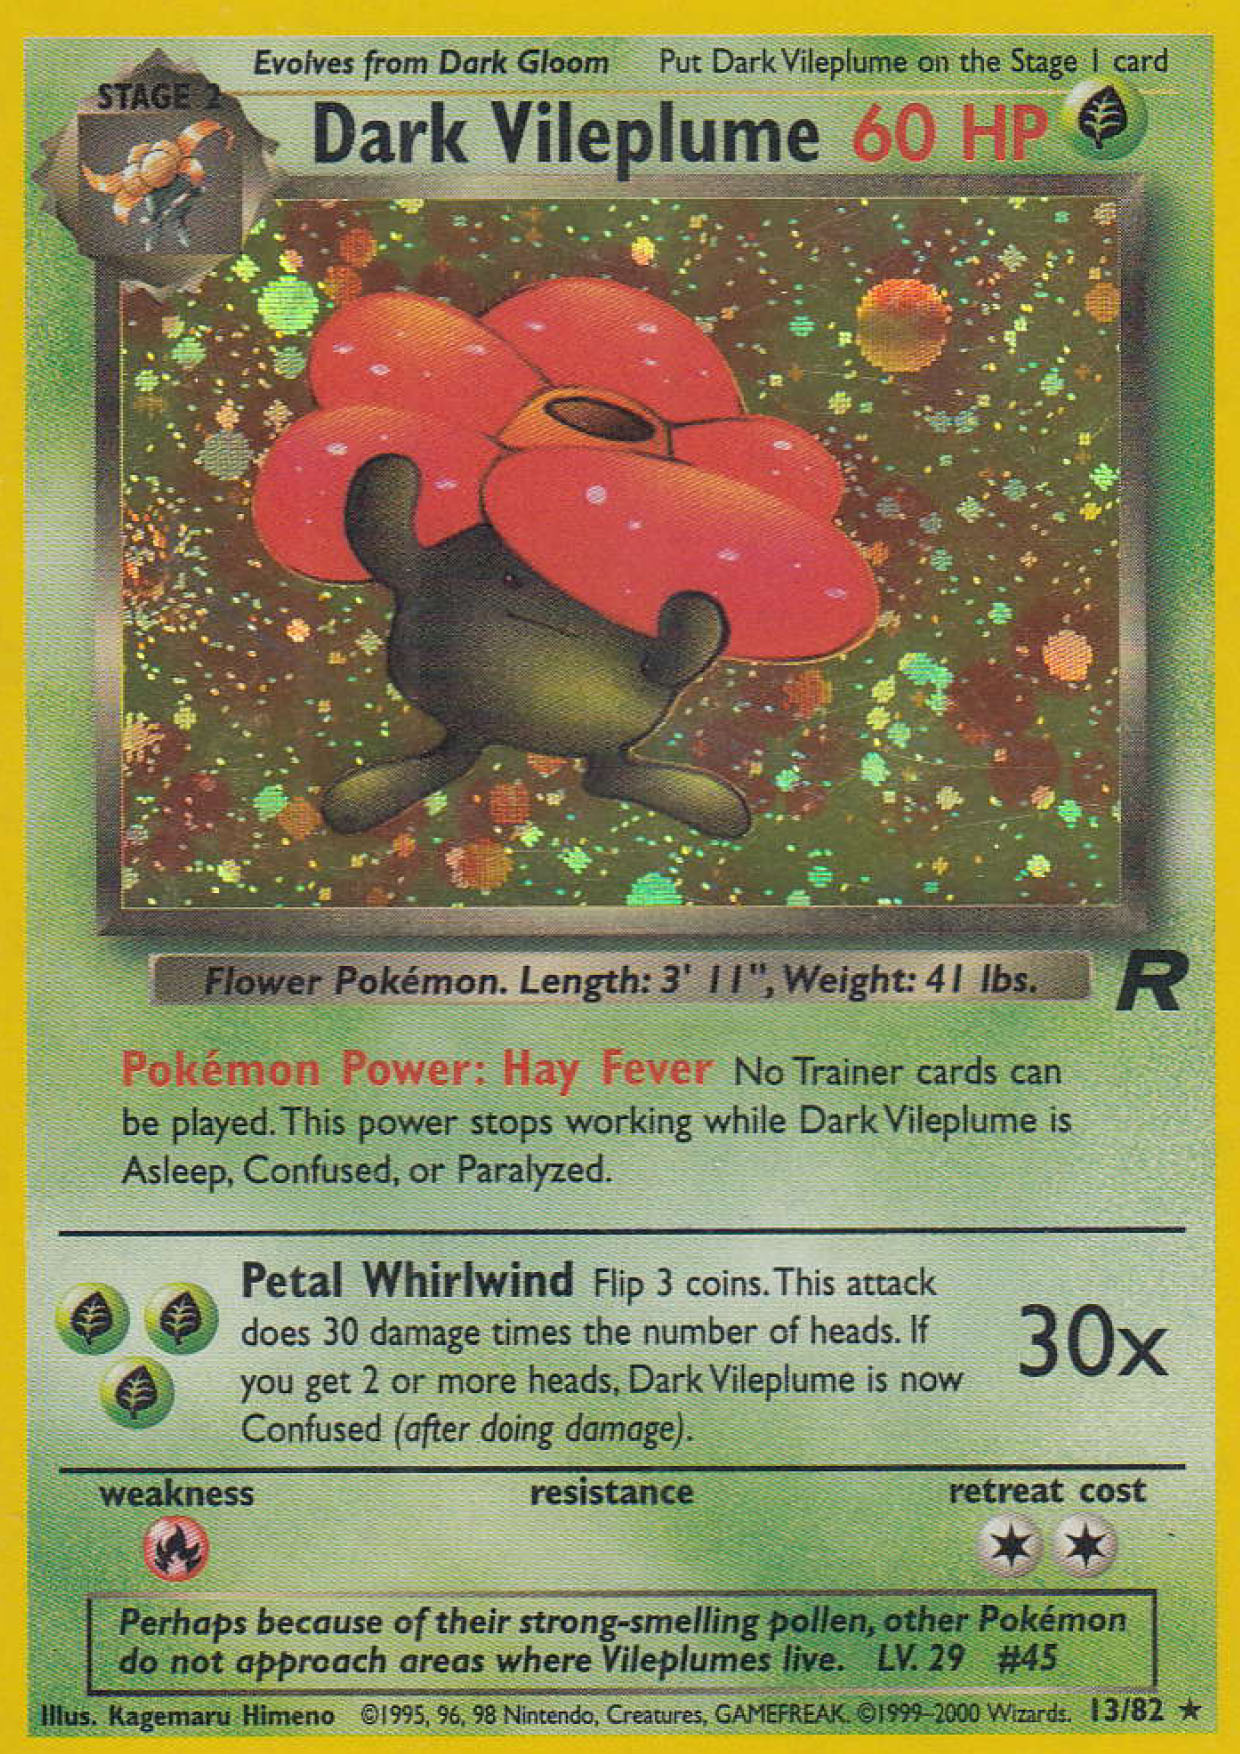 Evolves from Dark Gloom Put Dark Vileplume on the Stage 1 card
STAGE 2
Dark Vileplume 60 HP
Flower Pokémon. Length: 3' 11", Weight: 41 lbs.
R
Pokémon Power: Hay Fever No Trainer cards can
be played. This power stops working while Dark Vileplume is
Asleep, Confused, or Paralyzed.
Petal Whirlwind Flip 3 coins. This attack
does 30 damage times the number of heads. If
you get 2 or more heads, Dark Vileplume is now
Confused (after doing damage).
30x
weakness resistance retreat cost
Perhaps because of their strong-smelling pollen, other Pokémon
do not approach areas where Vileplumes live. LV. 29 #45
Illus. Kagemaru Himeno ©1995, 96, 98 Nintendo, Creatures, GAMEFREAK. ©1999-2000 Wizards. 13/82 ★